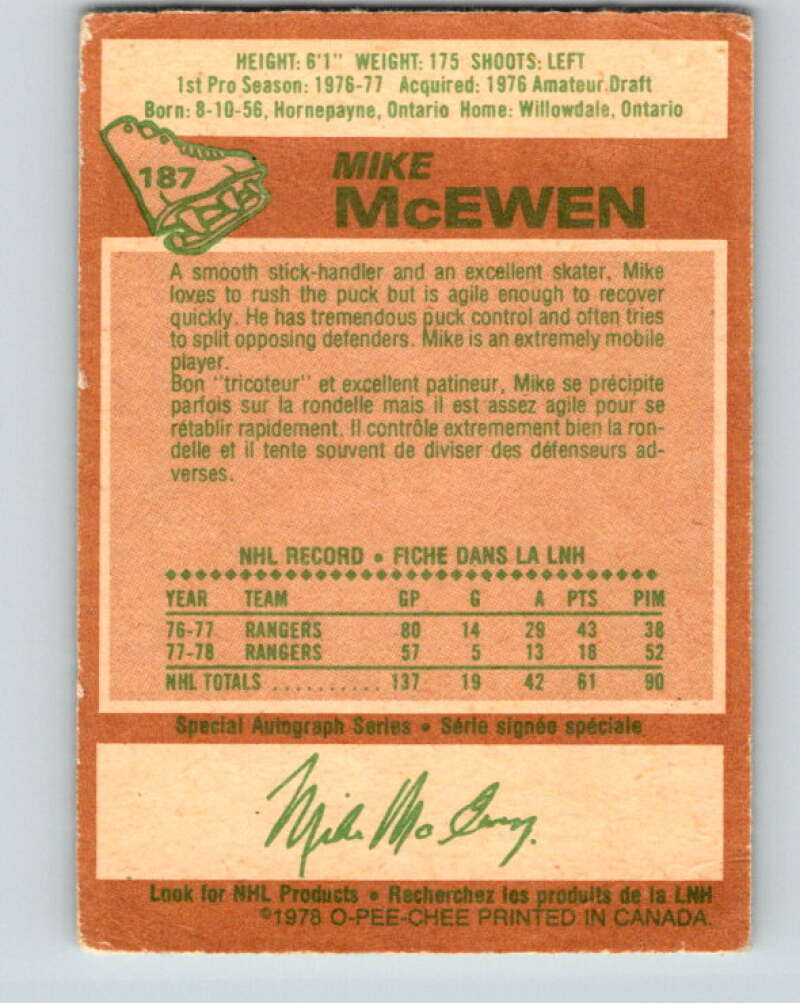 HEIGHT: 6'1" WEIGHT: 175 SHOOTS: LEFT
1st Pro Season: 1976-77 Acquired: 1976 Amateur Draft
Born: 8-10-56, Hornepayne, Ontario Home: Willowdale, Ontario
187
MIKE
McEWEN
A smooth stick-handler and an excellent skater, Mike
loves to rush the puck but is agile enough to recover
quickly. He has tremendous puck control and often tries
to split opposing defenders. Mike is an extremely mobile
player.
Bon "tricoteur" et excellent patineur, Mike se précipite
parfois sur la rondelle mais il est assez agile pour se
rétablir rapidement. Il contrôle extremement bien la ron-
delle et il tente souvent de diviser des défenseurs ad-
verses.
NHL RECORD • FICHE DANS LA LNH
YEAR TEAM GP G A PTS PIM
76-77 RANGERS 80 14 29 43 38
77-78 RANGERS 57 5 13 18 52
NHL TOTALS .......... 137 19 42 61 90
Special Autograph Series • Série signée spéciale
Mike McEwen
Look for NHL Products • Recherchez les produits de la LNH
©1978 O-PEE-CHEE PRINTED IN CANADA.